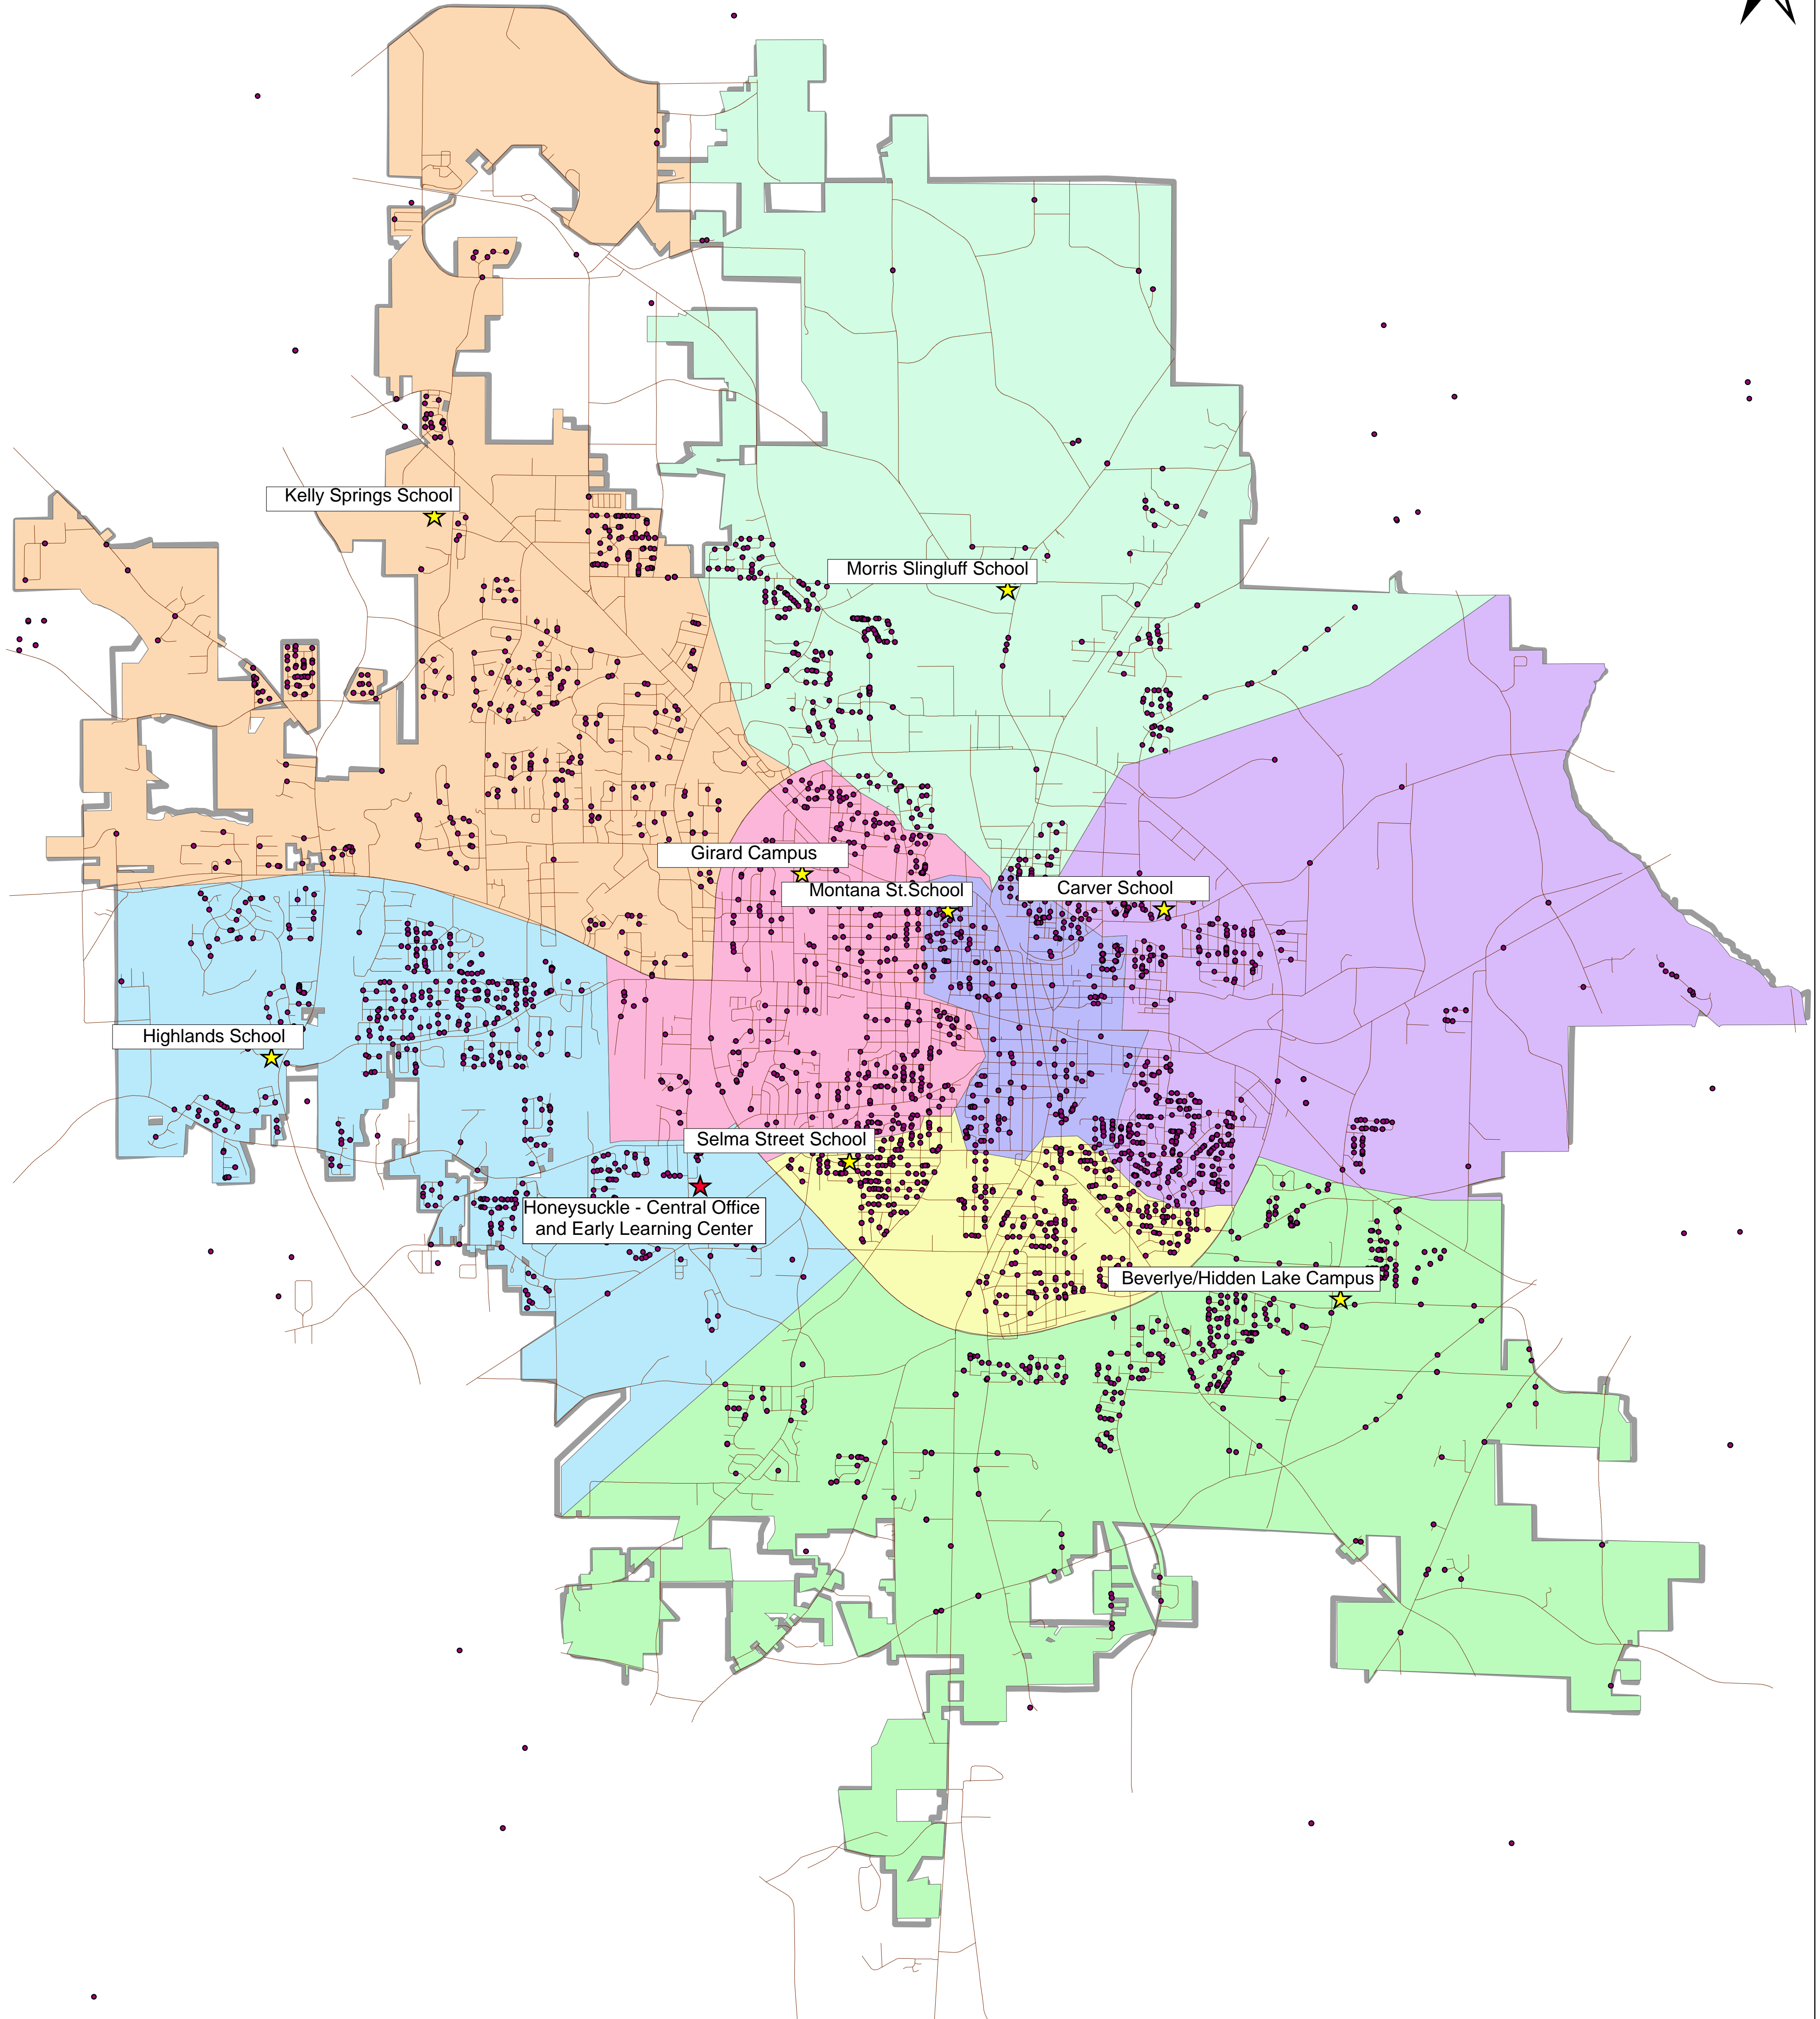 Kelly Springs School
Morris Slingluff School
Girard Campus
Montana St.School
Carver School
Highlands School
Selma Street School
Honeysuckle - Central Office
and Early Learning Center
Beverlye/Hidden Lake Campus